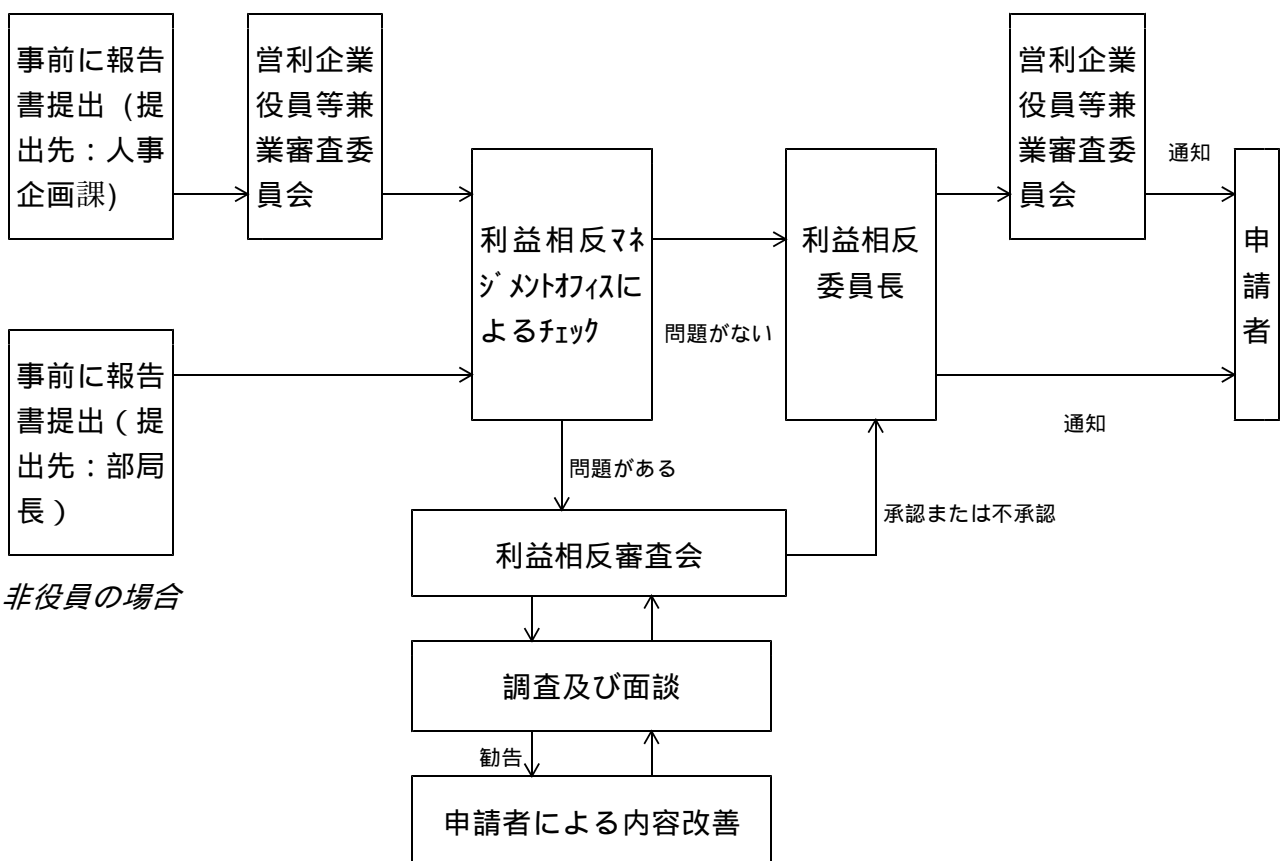 事前に報告
書提出（提
出先：人事
企画課)
営利企業
役員等兼
業審査委
員会
利益相反ﾏﾈ
ｼﾞﾒﾝﾄｵﾌｨｽに
よるﾁｪｯｸ
問題がない
利益相反
委員長
営利企業
役員等兼
業審査委
員会
通知
申
請
者
事前に報告
書提出（提
出先：部局
長）
非役員の場合
通知
問題がある
利益相反審査会
承認または不承認
調査及び面談
勧告
申請者による内容改善